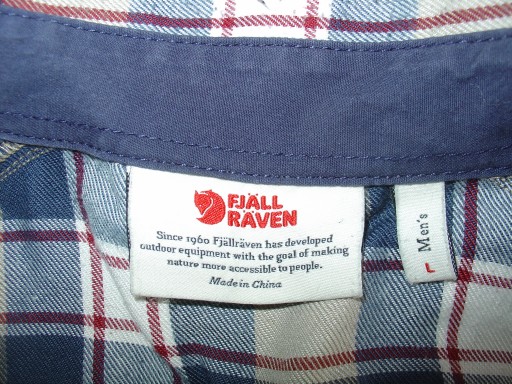 FJÄLL
RÄVEN
Since 1960 Fjällräven has developed
outdoor equipment with the goal of making
nature more accessible to people.
Made in China
L Men's